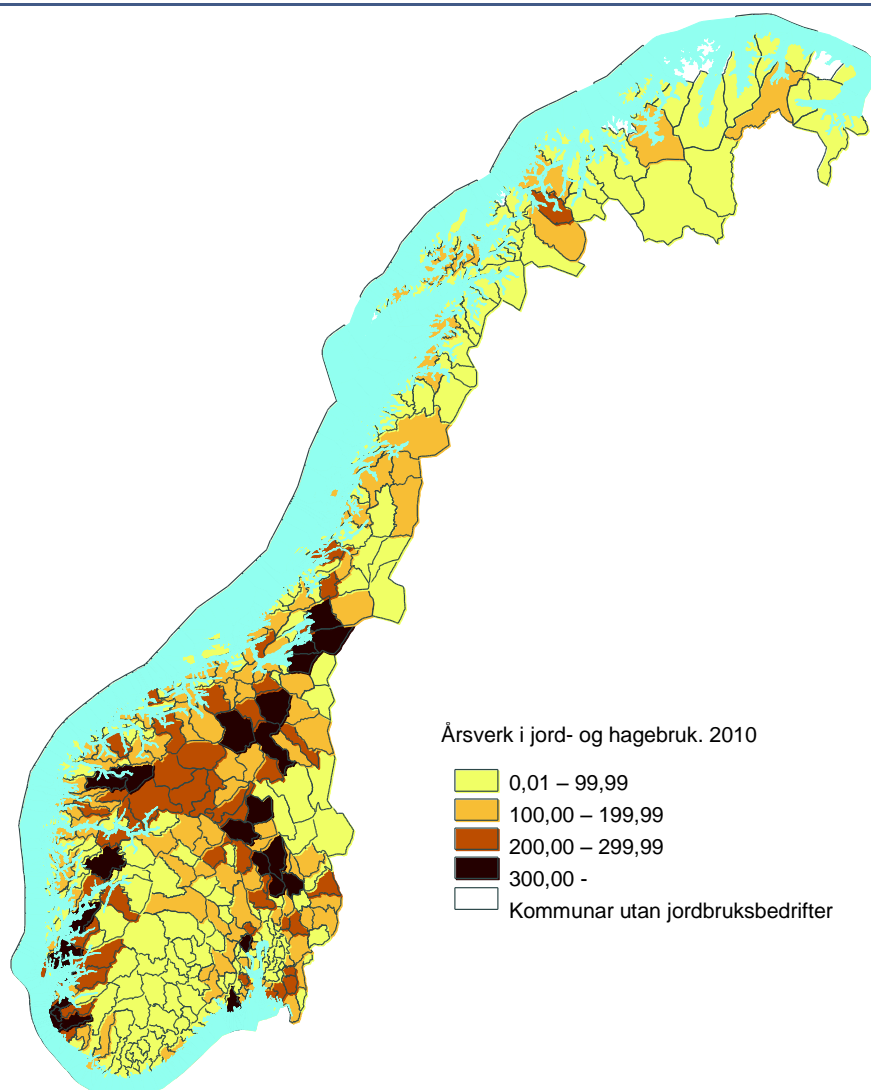 Årsverk i jord- og hagebruk. 2010
0,01 – 99,99
100,00 – 199,99
200,00 – 299,99
300,00 -
Kommunar utan jordbruksbedrifter